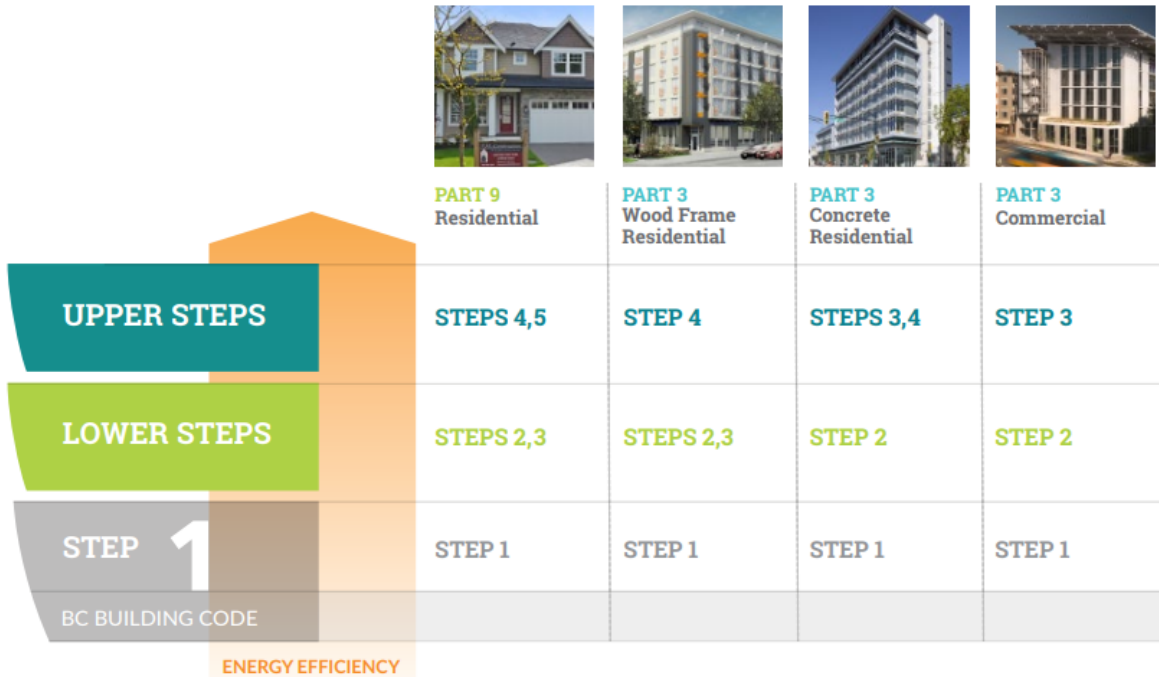 PART 9
Residential
PART 3
Wood Frame
Residential
PART 3
Concrete
Residential
PART 3
Commercial
UPPER STEPS
STEPS 4,5
STEP 4
STEPS 3,4
STEP 3
LOWER STEPS
STEPS 2,3
STEPS 2,3
STEP 2
STEP 2
STEP 1
STEP 1
STEP 1
STEP 1
STEP 1
BC BUILDING CODE
ENERGY EFFICIENCY